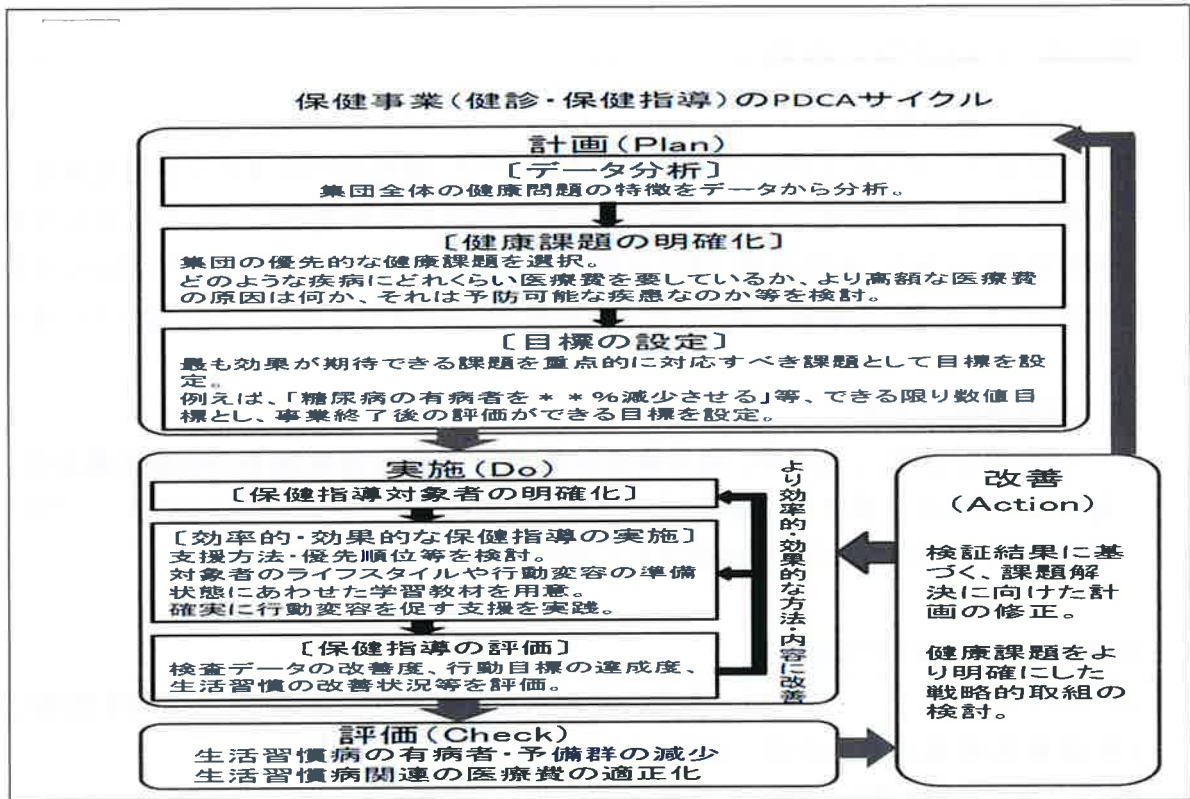 保健事業(健診・保健指導)のPDCAサイクル
計画(Plan)
〔データ分析〕
集団全体の健康問題の特徴をデータから分析。
〔健康課題の明確化〕
集団の優先的な健康課題を選択。
どのような疾病にどれくらい医療費を要しているか、より高額な医療費
の原因は何か、それは予防可能な疾患なのか等を検討。
〔目標の設定〕
最も効果が期待できる課題を重点的に対応すべき課題として目標を設
定。
例えば、「糖尿病の有病者を**%減少させる」等、できる限り数値目
標とし、事業終了後の評価ができる目標を設定。
実施(Do)
〔保健指導対象者の明確化〕
〔効率的・効果的な保健指導の実施〕
支援方法・優先順位等を検討。
対象者のライフスタイルや行動変容の準備
状態にあわせた学習教材を用意。
確実に行動変容を促す支援を実践。
〔保健指導の評価〕
検査データの改善度、行動目標の達成度、
生活習慣の改善状況等を評価。
より効率的・効果的な方法・内容に改善
評価(Check)
生活習慣病の有病者・予備群の減少
生活習慣病関連の医療費の適正化
改善
(Action)
検証結果に基
づく、課題解
決に向けた計
画の修正。
健康課題をよ
り明確にした
戦略的取組の
検討。